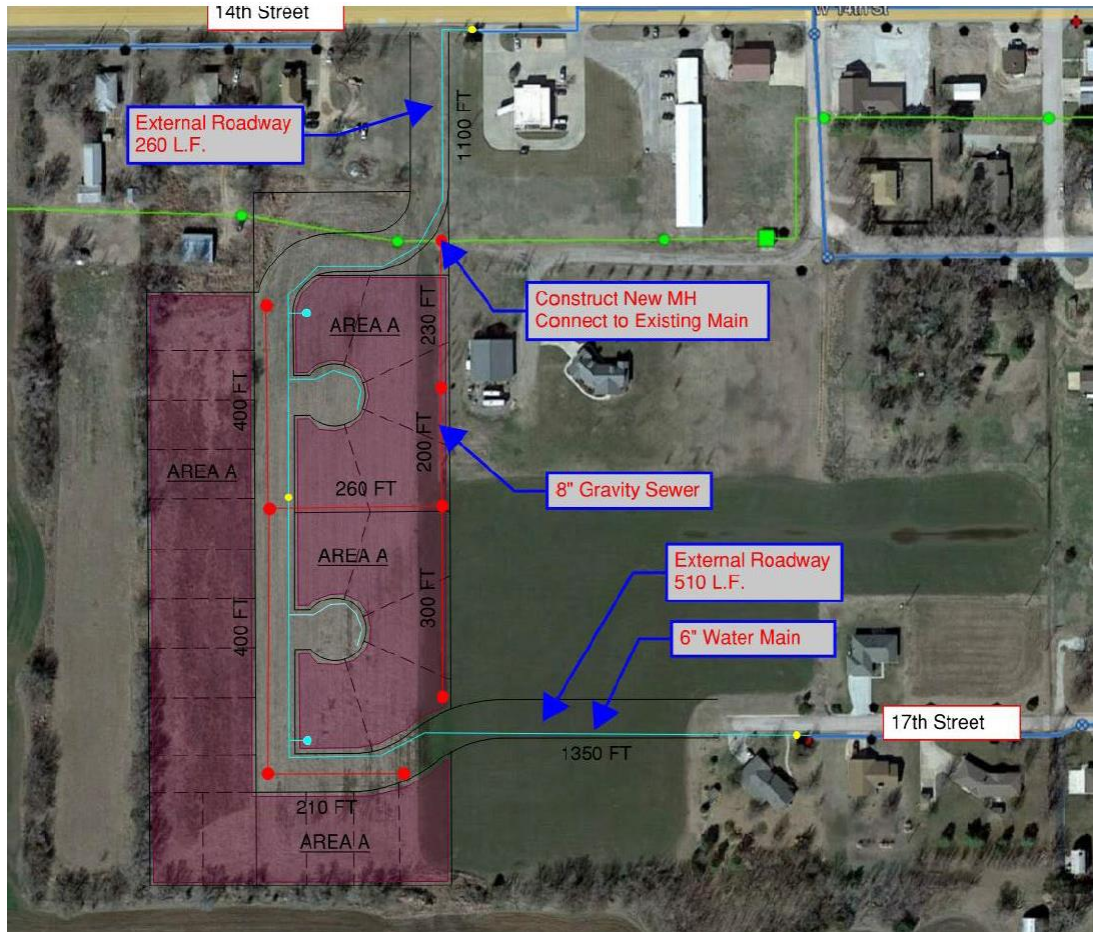 14th Street
W 14th St
External Roadway
260 L.F.
1100 FT
Construct New MH
Connect to Existing Main
AREA A
230 FT
400 FT
200 FT
AREA A
260 FT
8" Gravity Sewer
AREA A
External Roadway
510 L.F.
300 FT
400 FT
6" Water Main
17th Street
1350 FT
210 FT
AREA A